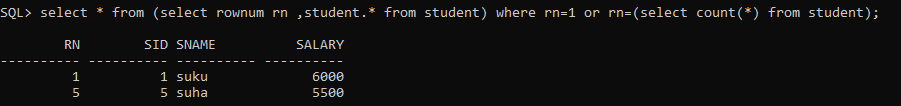 SQL> select * from (select rownum rn ,student.* from student) where rn=1 or rn=(select count(*) from student);
        RN        SID SNAME          SALARY
---------- ---------- ---------- ----------
         1          1 suku             6000
         5          5 suha             5500